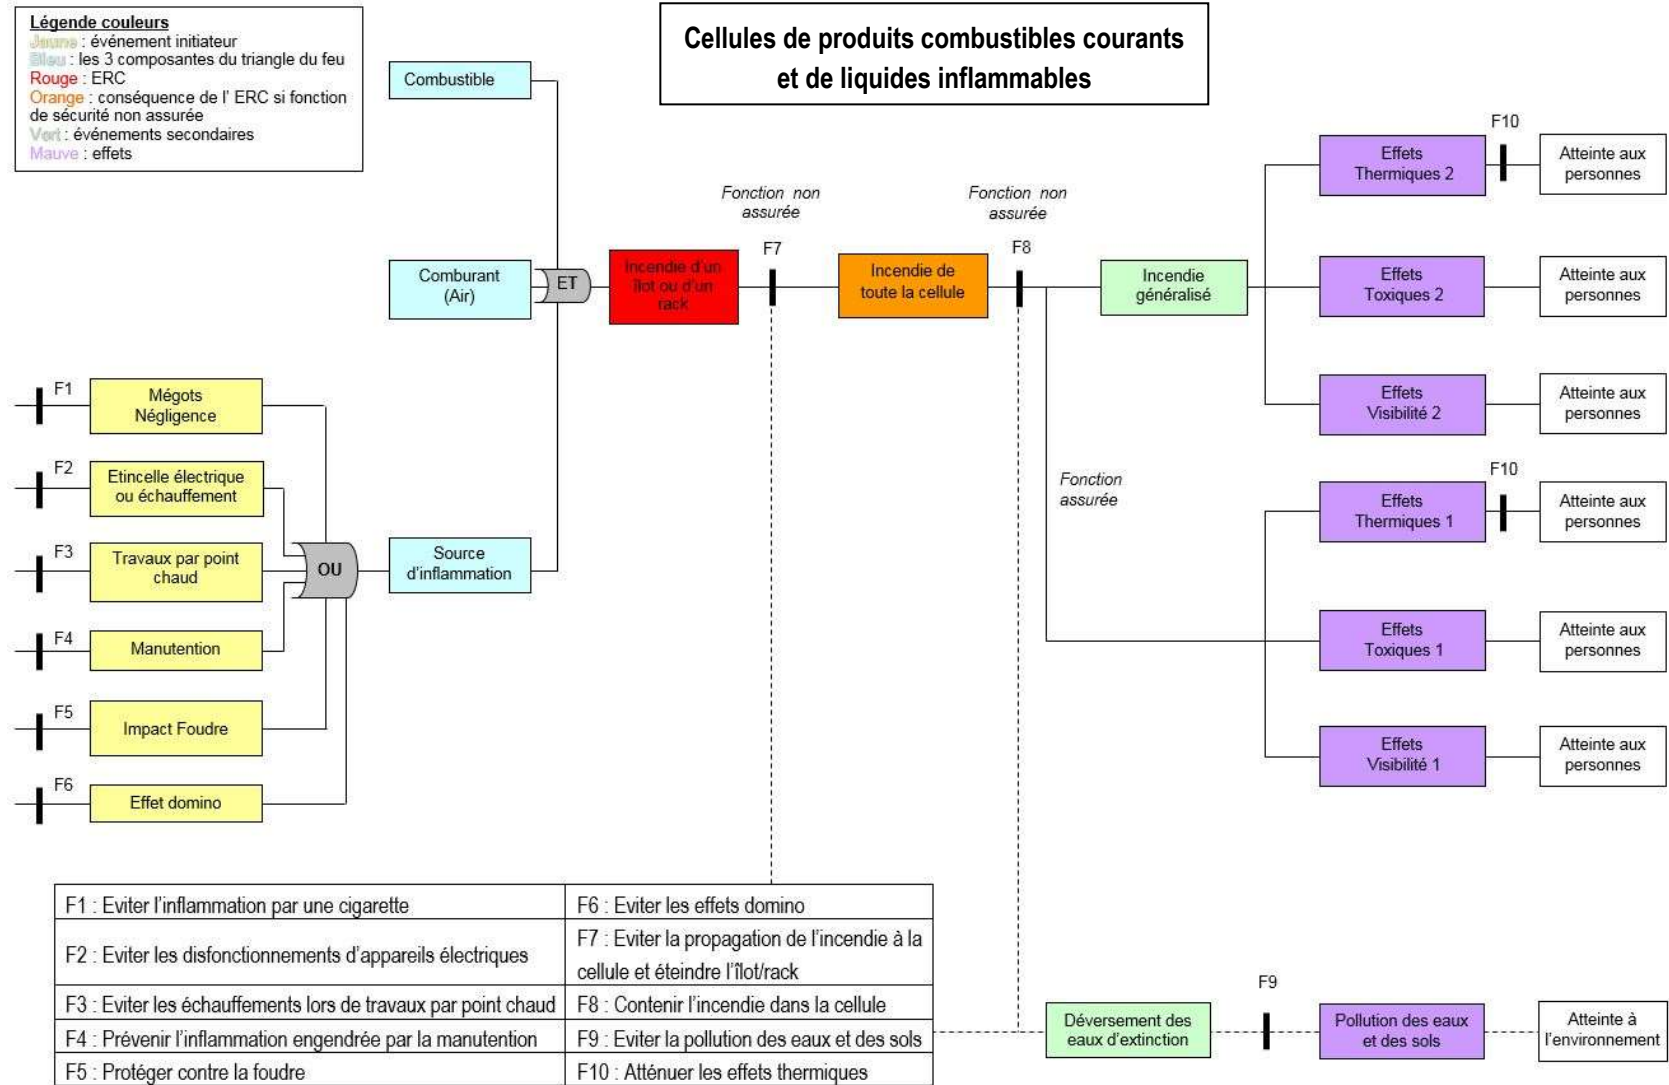 Légende couleurs
Jaune : événement initiateur
Bleu : les 3 composantes du triangle du feu
Rouge : ERC
Orange : conséquence de l' ERC si fonction
de sécurité non assurée
Vert : événements secondaires
Mauve : effets
Cellules de produits combustibles courants
et de liquides inflammables
Combustible
Comburant
(Air)
ET
Incendie d'un
îlot ou d'un
rack
Fonction non
assurée
F7
Incendie de
toute la cellule
Fonction non
assurée
F8
Incendie
généralisé
Effets
Thermiques 2
F10
Atteinte aux
personnes
Effets
Toxiques 2
Atteinte aux
personnes
Effets
Visibilité 2
Atteinte aux
personnes
F1
Mégots
Négligence
F2
Etincelle électrique
ou échauffement
F3
Travaux par point
chaud
OU
Source
d'inflammation
F4
Manutention
F5
Impact Foudre
F6
Effet domino
Fonction
assurée
Effets
Thermiques 1
F10
Atteinte aux
personnes
Effets
Toxiques 1
Atteinte aux
personnes
Effets
Visibilité 1
Atteinte aux
personnes
F1 : Eviter l'inflammation par une cigarette
F6 : Eviter les effets domino
F2 : Eviter les disfonctionnements d'appareils électriques
F7 : Eviter la propagation de l'incendie à la
cellule et éteindre l'îlot/rack
F3 : Eviter les échauffements lors de travaux par point chaud
F8 : Contenir l'incendie dans la cellule
F4 : Prévenir l'inflammation engendrée par la manutention
F9 : Eviter la pollution des eaux et des sols
F5 : Protéger contre la foudre
F10 : Atténuer les effets thermiques
Déversement des
eaux d'extinction
F9
Pollution des eaux
et des sols
Atteinte à
l'environnement